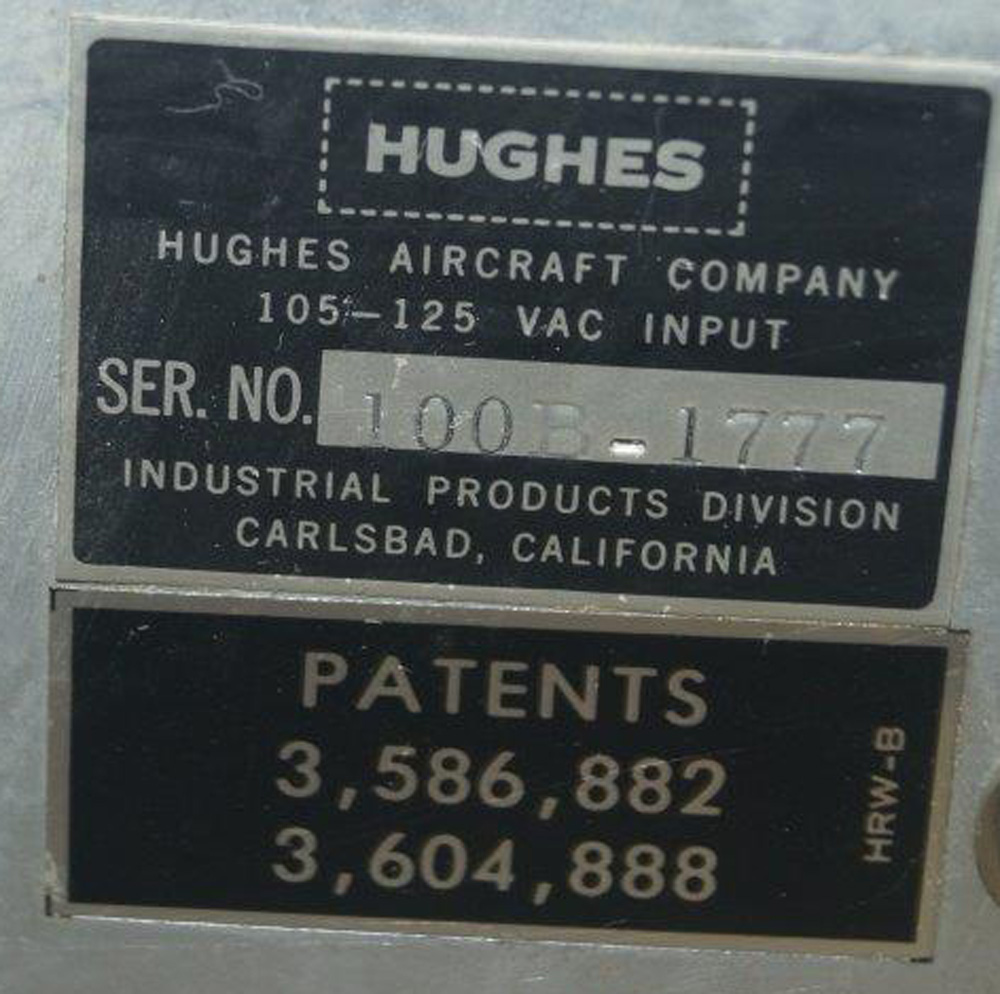 HUGHES
HUGHES AIRCRAFT COMPANY
105-125 VAC INPUT
SER. NO. 100B-1777
INDUSTRIAL PRODUCTS DIVISION
CARLSBAD, CALIFORNIA
PATENTS
3,586,882
3,604,888
HRW-B